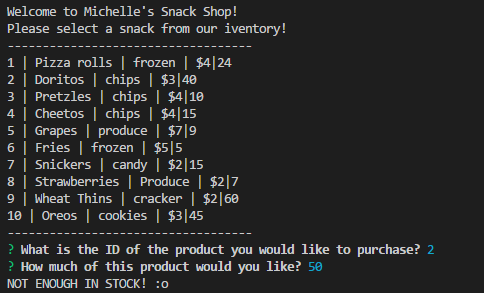 Welcome to Michelle's Snack Shop!
Please select a snack from our iventory!
-----------------------------------
1 | Pizza rolls | frozen | $4|24
2 | Doritos | chips | $3|40
3 | Pretzles | chips | $4|10
4 | Cheetos | chips | $4|15
5 | Grapes | produce | $7|9
6 | Fries | frozen | $5|5
7 | Snickers | candy | $2|15
8 | Strawberries | Produce | $2|7
9 | Wheat Thins | cracker | $2|60
10 | Oreos | cookies | $3|45
-----------------------------------
? What is the ID of the product you would like to purchase? 2
? How much of this product would you like? 50
NOT ENOUGH IN STOCK! :o